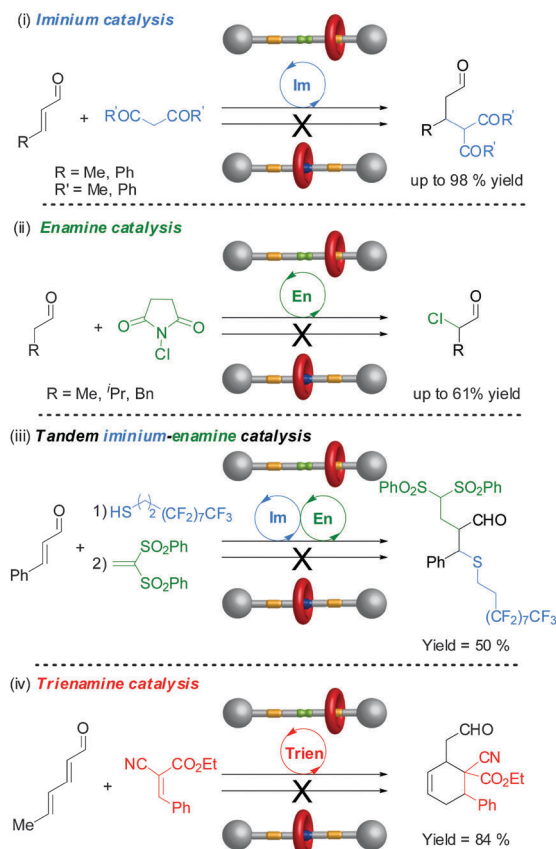 (i) Iminium catalysis
O
R
+
R'OC COR'
Im
X
O
R
COR'
COR'
R = Me, Ph
R' = Me, Ph
up to 98 % yield
(ii) Enamine catalysis
O
R
+
O N O
Cl
En
X
O
Cl
R
R = Me, iPr, Bn
up to 61% yield
(iii) Tandem iminium-enamine catalysis
O
Ph
+
1) HS ( )2 (CF2)7CF3
2) SO2Ph
SO2Ph
Im En
X
PhO2S SO2Ph
CHO
Ph S
(CF2)7CF3
Yield = 50 %
(iv) Trienamine catalysis
O
Me
+
NC CO2Et
Ph
Trien
X
CHO
CN
CO2Et
Ph
Yield = 84 %